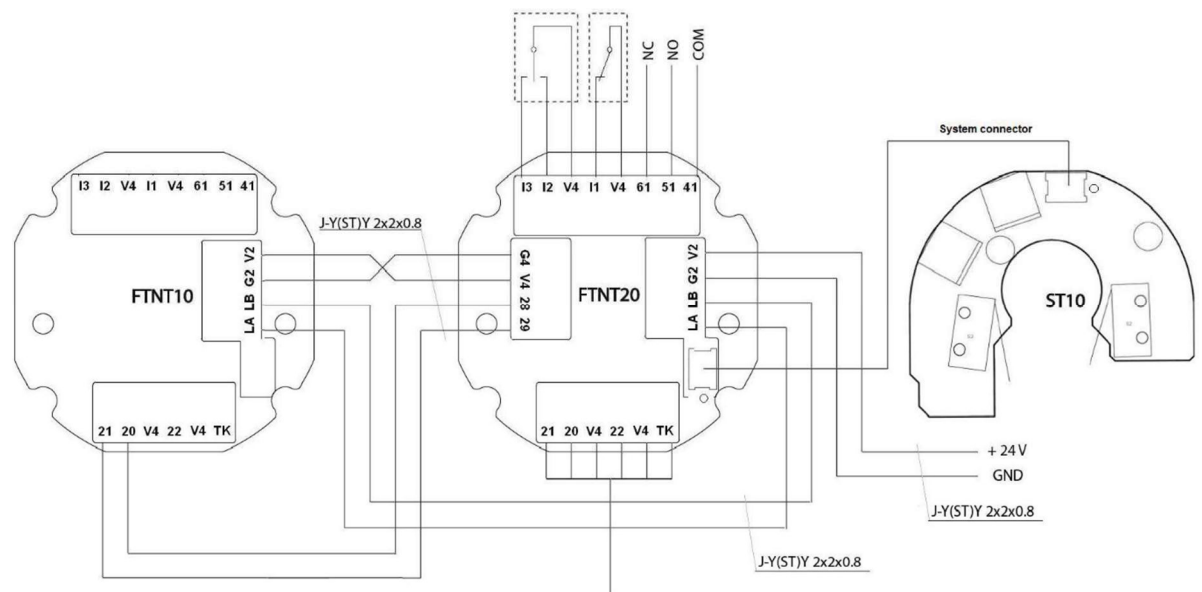 NC
NO
COM
System connector
I3 I2 V4 I1 V4 61 51 41
I3 I2 V4 I1 V4 61 51 41
J-Y(ST)Y 2x2x0.8
V2
G2
LB
LA
FTNT10
G4
V4
28
29
FTNT20
V2
G2
LB
LA
ST10
21 20 V4 22 V4 TK
21 20 V4 22 V4 TK
+ 24 V
GND
J-Y(ST)Y 2x2x0.8
J-Y(ST)Y 2x2x0.8